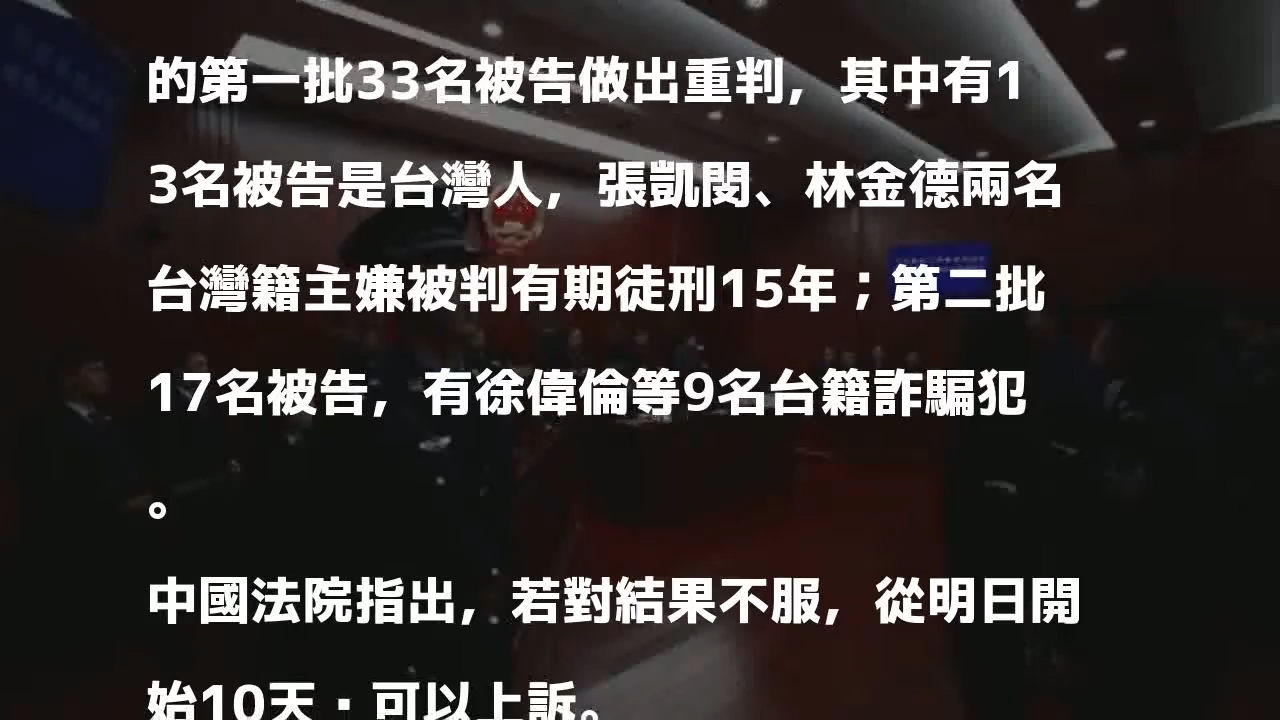 的第一批33名被告做出重判，其中有1
3名被告是台灣人，張凱閔、林金德兩名
台灣籍主嫌被判有期徒刑15年；第二批
17名被告，有徐偉倫等9名台籍詐騙犯
。
中國法院指出，若對結果不服，從明日開
始10天，可以上訴。